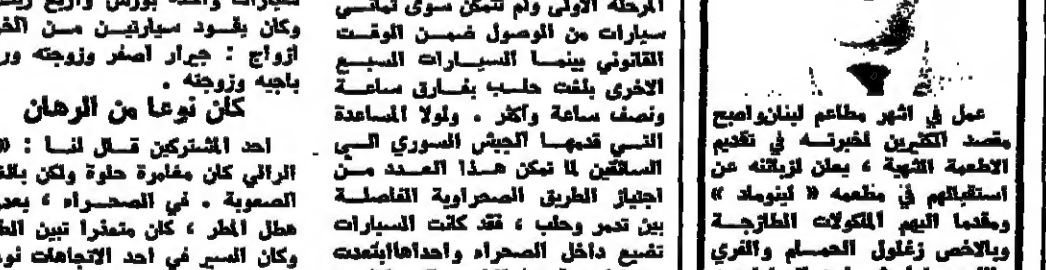 وكان يقود سيارتين من
ازواج : جيرار اصفر وزوجته
باجيه وزوجته .
كان نوعا من الرهان
احد المشتركين قال لنا :
الرالي كان مغامرة حلوة ولكن
الصعوبة . في الصحراء ، بعد
هطل المطر ، كان متعذرا تبين
وكان السير في احد الاتجاهات
المرحلة الاولى ولم تتمكن سوى ثماني
سيارات من الوصول ضمن الوقت
القانوني بينما السيارات السبع
الاخرى بلغت حلب بفارق ساعة
ونصف ساعة واكثر . ولولا المساعدة
التي قدمها الجيش السوري الى
السائقين لما تمكن هذا العدد من
اجتياز الطريق الصحراوية الفاصلة
بين تدمر وحلب ، فقد كانت السيارات
تضيع داخل الصحراء واحداها ابتعدت
عمل في اشهر مطاعم لبنان واصبح
مقصد الكثيرين لخبرته في تقديم
الاطعمة الشهية ، يعلن لزبائنه عن
استقبالهم في مطعمه « لينوماد »
ومقدما اليهم الماكولات الطازجة
وبالاخص زغلول الحمام والفري